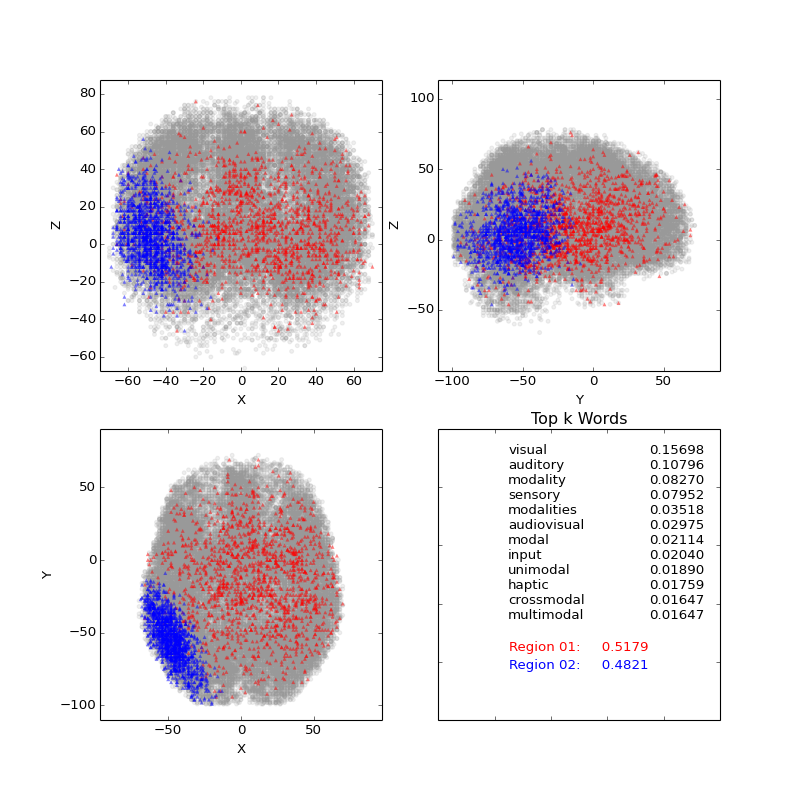 80
60
40
20
0
−20
−40
−60
Z
−60 −40 −20 0 20 40 60
X
100
50
0
−50
Z
−100 −50 0 50
Y
50
0
−50
−100
Y
−50 0 50
X
Top k Words
visual 0.15698
auditory 0.10796
modality 0.08270
sensory 0.07952
modalities 0.03518
audiovisual 0.02975
modal 0.02114
input 0.02040
unimodal 0.01890
haptic 0.01759
crossmodal 0.01647
multimodal 0.01647
Region 01: 0.5179
Region 02: 0.4821